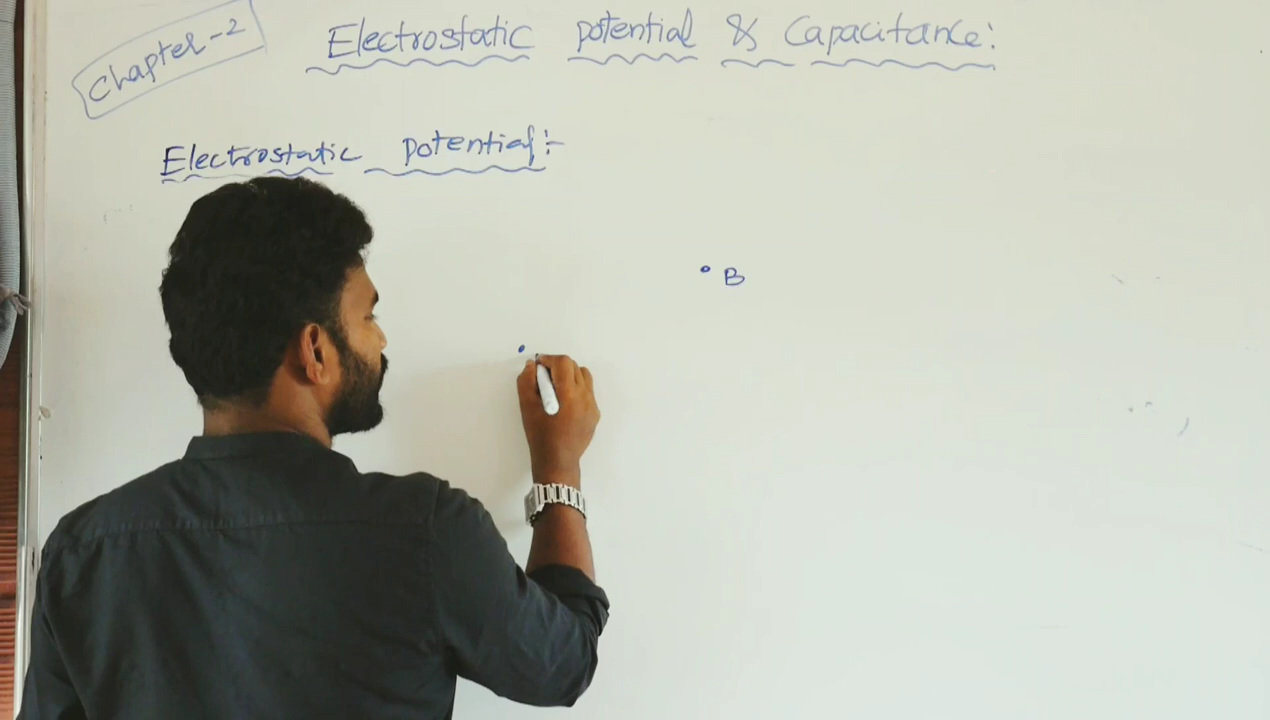 Chapter-2
Electrostatic potential & Capacitance:
Electrostatic potential:-
B